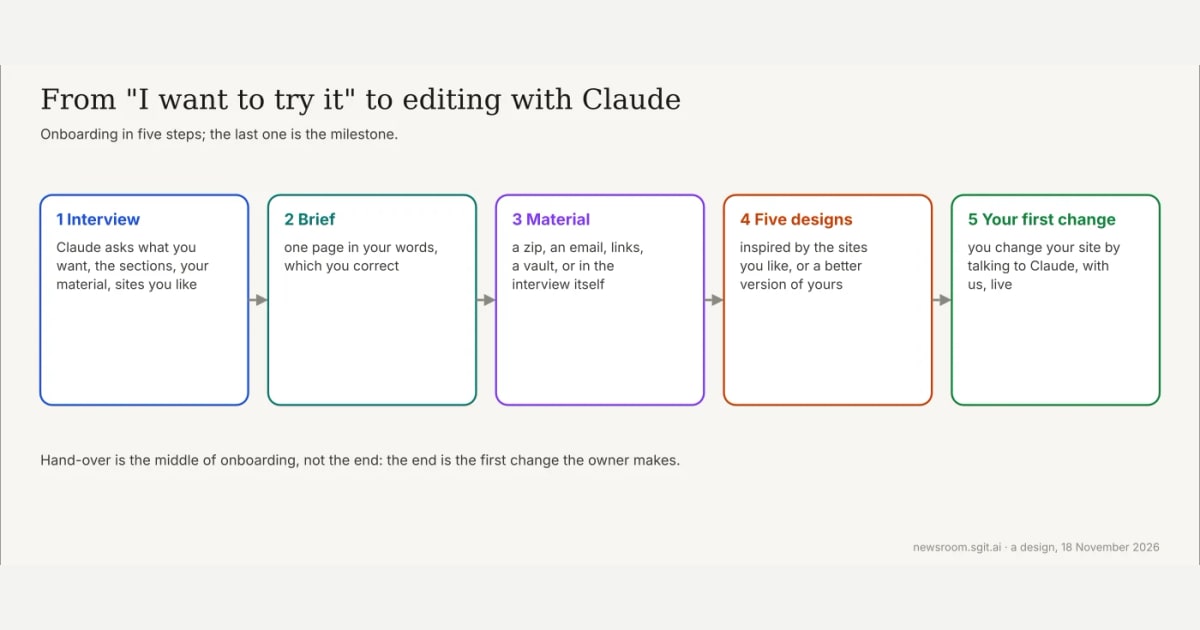 From "I want to try it" to editing with Claude
Onboarding in five steps; the last one is the milestone.
1 Interview
Claude asks what you
want, the sections, your
material, sites you like
2 Brief
one page in your words,
which you correct
3 Material
a zip, an email, links,
a vault, or in the
interview itself
4 Five designs
inspired by the sites
you like, or a better
version of yours
5 Your first change
you change your site by
talking to Claude, with
us, live
Hand-over is the middle of onboarding, not the end: the end is the first change the owner makes.
newsroom.sgit.ai · a design, 18 November 2026